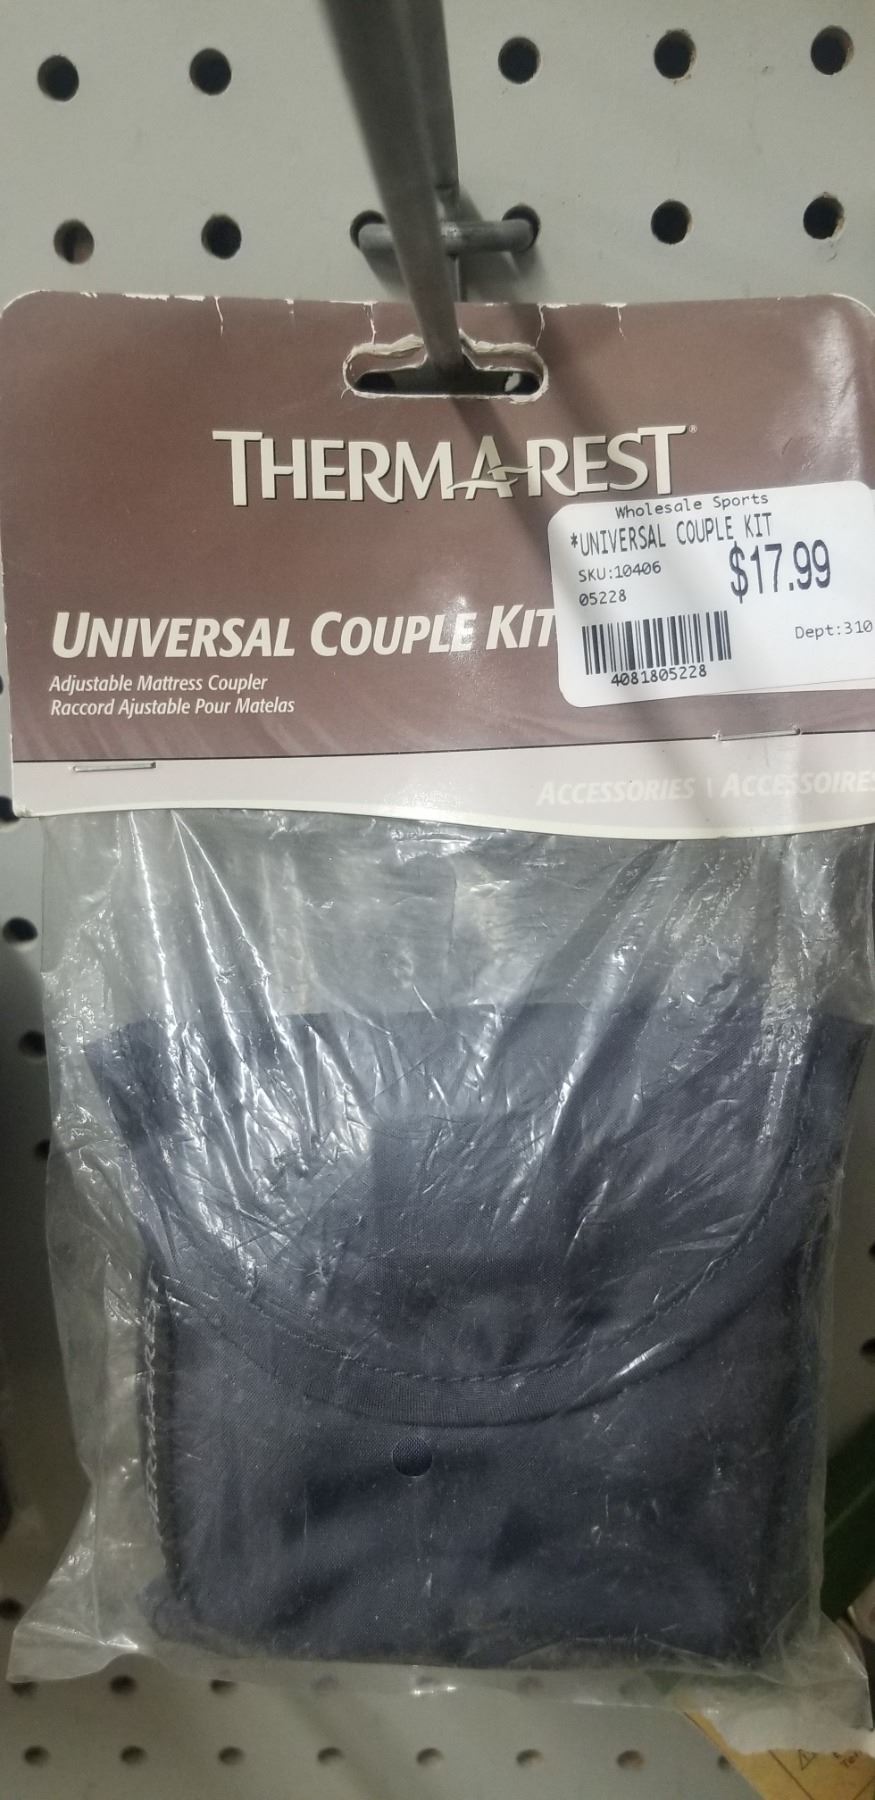 THERM-A-REST®
Wholesale Sports
*UNIVERSAL COUPLE KIT
SKU:10406
05228
$17.99
Dept:310
4081805228
UNIVERSAL COUPLE KIT
Adjustable Mattress Coupler
Raccord Ajustable Pour Matelas
ACCESSORIES | ACCESSOIRE